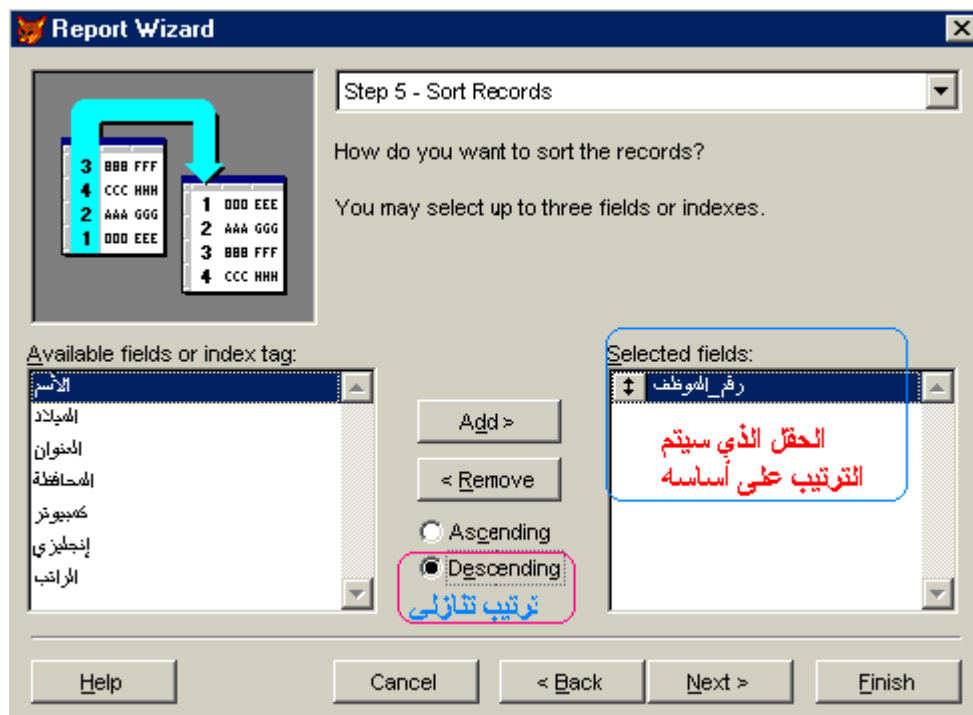 Report Wizard
Step 5 - Sort Records
How do you want to sort the records?
You may select up to three fields or indexes.
3 BBB FFF
4 CCC HHH
2 AAA GGG
1 DDD EEE
1 DDD EEE
2 AAA GGG
3 BBB FFF
4 CCC HHH
Available fields or index tag:
الأسم
الميلاد
العنوان
المحافظة
كمبيوتر
إنجليزي
الراتب
Add >
< Remove
Ascending
Descending
ترتيب تنازلى
Selected fields:
رقم_الموظف
الحقل الذي سيتم
الترتيب على أساسه
Help
Cancel
< Back
Next >
Finish